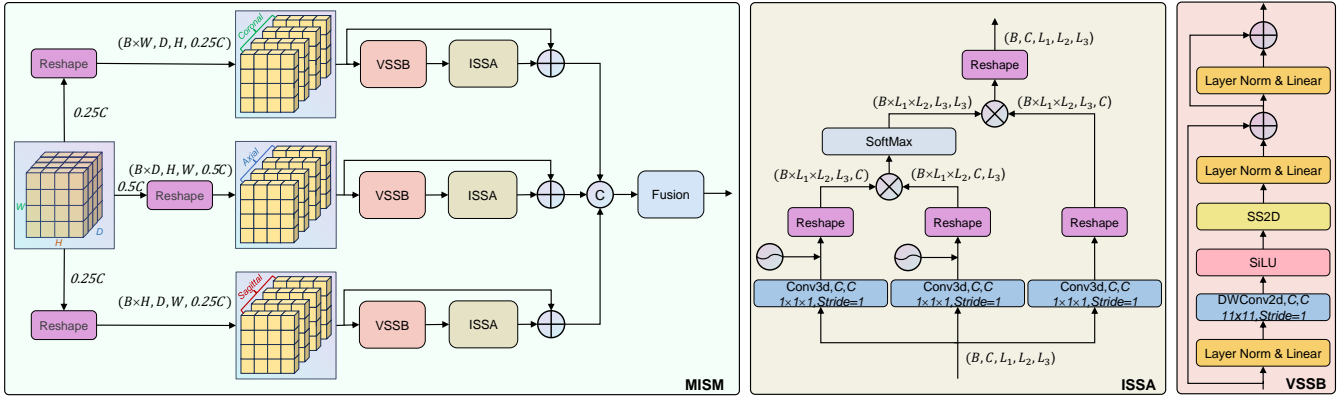 (B×W, D, H, 0.25C)
Coronal
Reshape
VSSB
ISSA
0.25C
(B×D, H, W, 0.5C)
Axial
0.5C
Reshape
VSSB
ISSA
C
Fusion
W
D
H
0.25C
(B×H, D, W, 0.25C)
Sagittal
Reshape
VSSB
ISSA
MISM
(B, C, L₁, L₂, L₃)
Reshape
(B×L₁×L₂, L₃, L₃)
(B×L₁×L₂, L₃, C)
SoftMax
(B×L₁×L₂, L₃, C)
(B×L₁×L₂, C, L₃)
Reshape
Reshape
Reshape
Conv3d,C,C
1×1×1,Stride=1
Conv3d,C,C
1×1×1,Stride=1
Conv3d,C,C
1×1×1,Stride=1
(B, C, L₁, L₂, L₃)
ISSA
Layer Norm & Linear
Layer Norm & Linear
SS2D
SiLU
DWConv2d,C,C
11x11,Stride=1
Layer Norm & Linear
VSSB